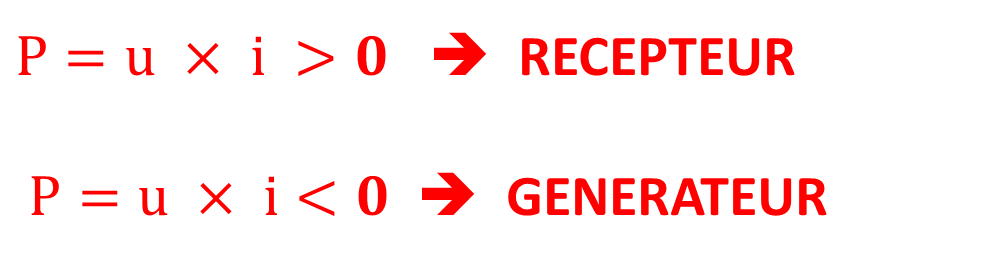 P = u × i > 0 ➔ RECEPTEUR
P = u × i < 0 ➔ GENERATEUR